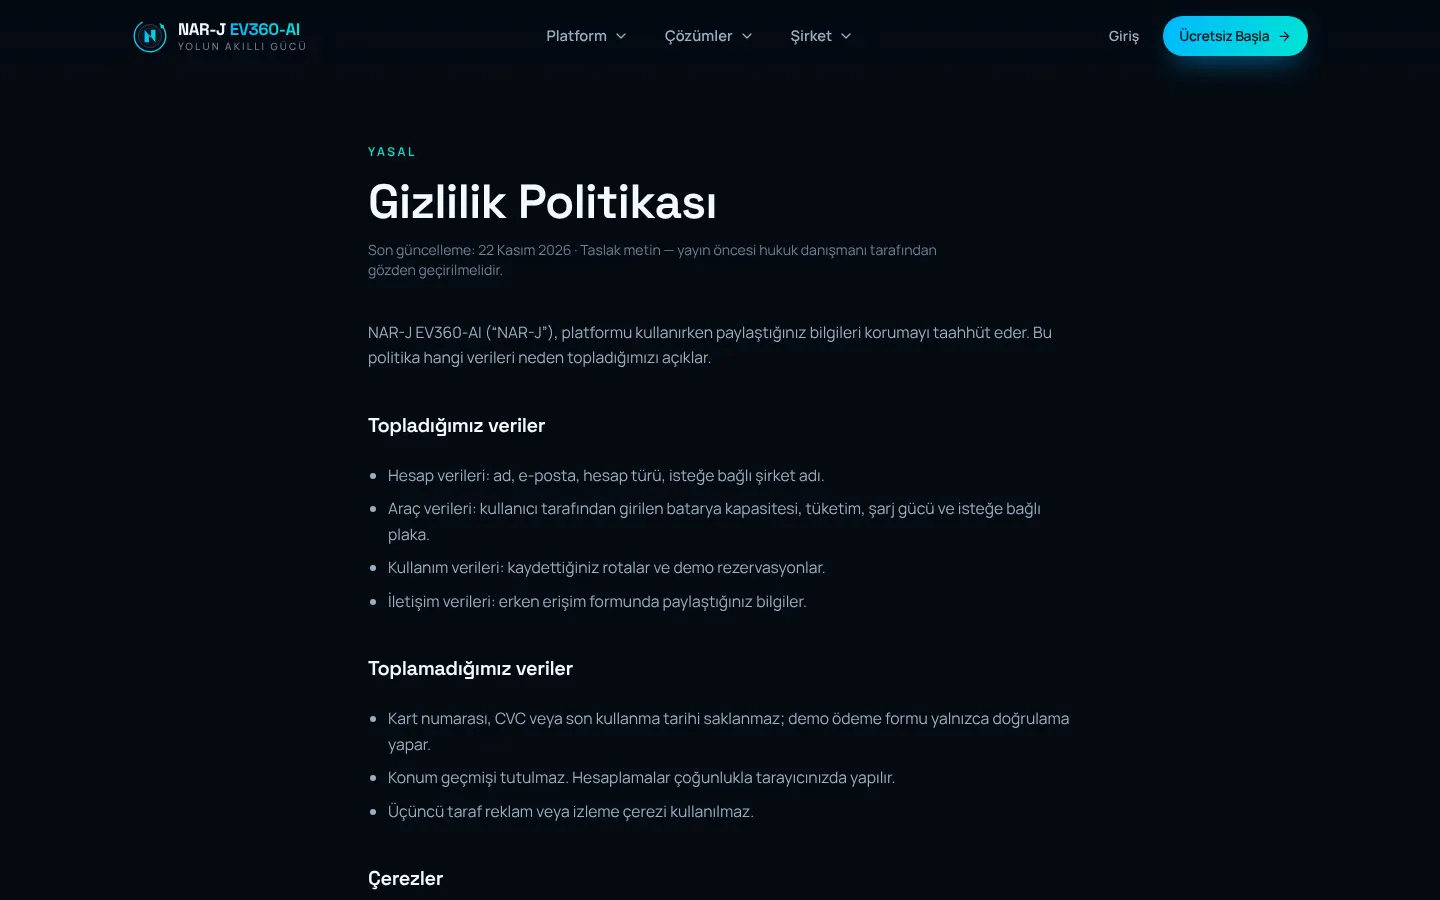 NAR-J EV360-AI
YOLUN AKILLI GÜCÜ
Platform
Çözümler
Şirket
Giriş
Ücretsiz Başla
YASAL
Gizlilik Politikası
Son güncelleme: 22 Kasım 2026 · Taslak metin — yayın öncesi hukuk danışmanı tarafından
gözden geçirilmelidir.
NAR-J EV360-AI (“NAR-J”), platformu kullanırken paylaştığınız bilgileri korumayı taahhüt eder. Bu
politika hangi verileri neden topladığımızı açıklar.
Topladığımız veriler
Hesap verileri: ad, e-posta, hesap türü, isteğe bağlı şirket adı.
Araç verileri: kullanıcı tarafından girilen batarya kapasitesi, tüketim, şarj gücü ve isteğe bağlı
plaka.
Kullanım verileri: kaydettiğiniz rotalar ve demo rezervasyonlar.
İletişim verileri: erken erişim formunda paylaştığınız bilgiler.
Toplamadığımız veriler
Kart numarası, CVC veya son kullanma tarihi saklanmaz; demo ödeme formu yalnızca doğrulama
yapar.
Konum geçmişi tutulmaz. Hesaplamalar çoğunlukla tarayıcınızda yapılır.
Üçüncü taraf reklam veya izleme çerezi kullanılmaz.
Çerezler